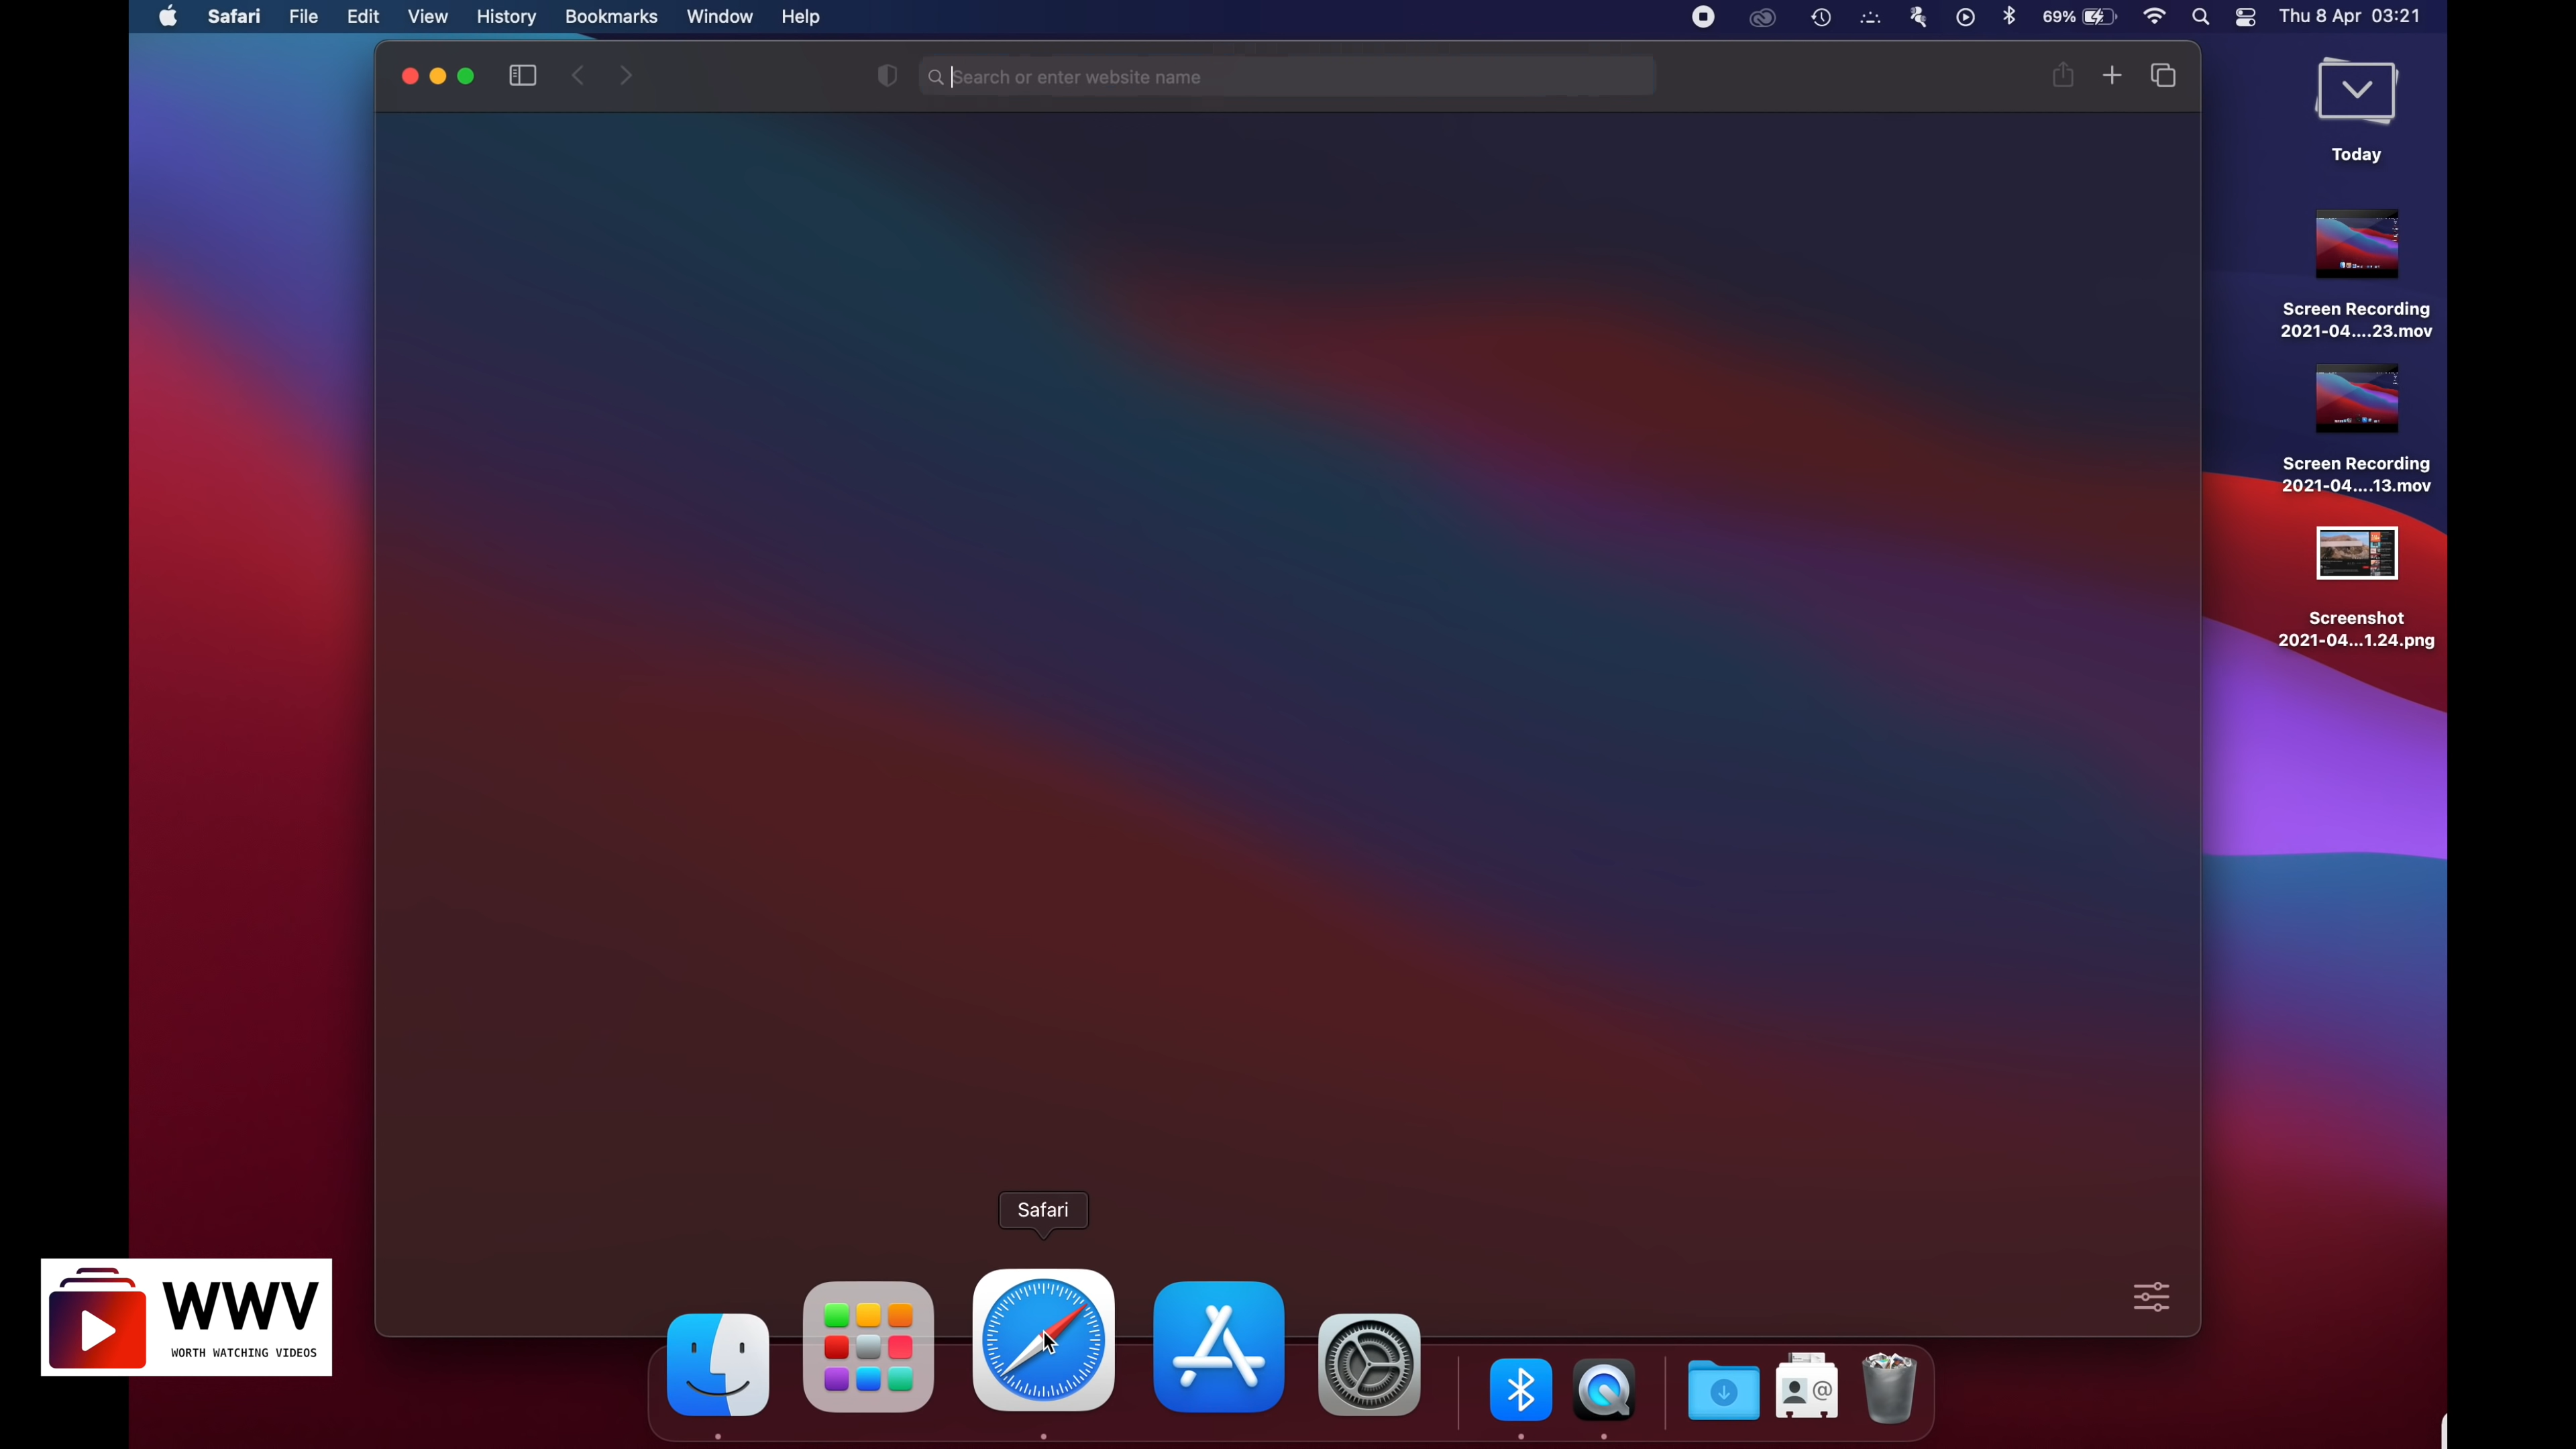 Safari File Edit View History Bookmarks Window Help 69% Thu 8 Apr 03:21
Search or enter website name
Today
Screen Recording
2021-04....23.mov
Screen Recording
2021-04....13.mov
Screenshot
2021-04...1.24.png
Safari
WWV
WORTH WATCHING VIDEOS
@